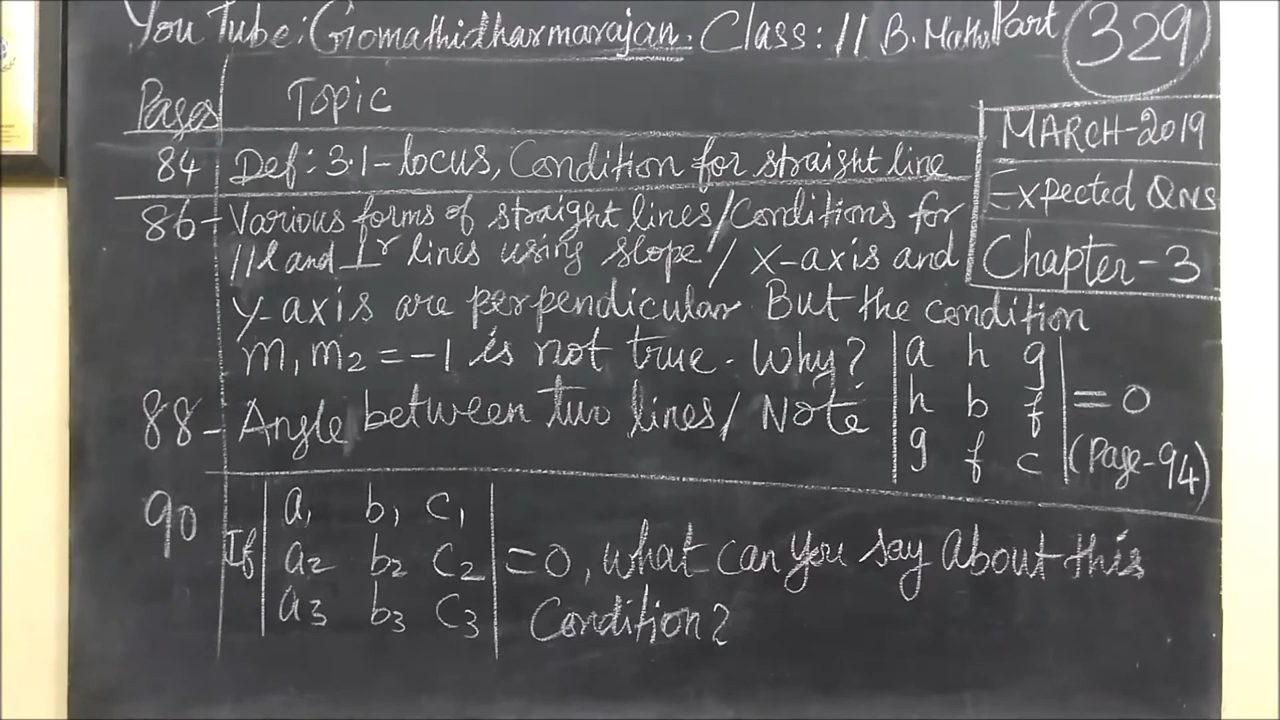 You Tube: Gomathidharmarajan. Class: 11 B. Maths Part 329
Pages Topic
MARCH-2019
Expected QNS
Chapter-3
84 Def: 3.1-locus, Condition for straight line
86- Various forms of straight lines/Conditions for
//l and ⊥r lines using slope/ X-axis and
y-axis are perpendicular But the condition
m1 m2 = -1 is not true. Why?
88- Angle between two lines/ Note
a h g
h b f = 0
g f c (Page-94)
90 If a1 b1 c1
a2 b2 c2 = 0, what can you say about this
a3 b3 c3 Condition?